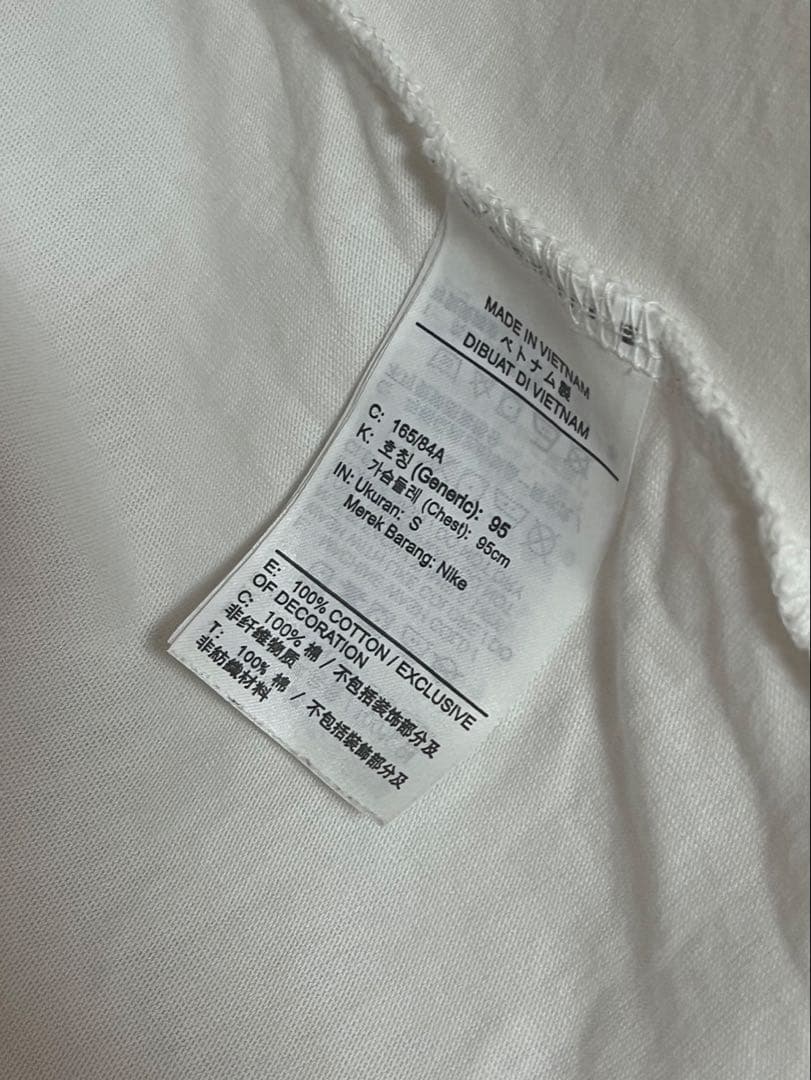 MADE IN VIETNAM
ベトナム製
DIBUAT DI VIETNAM
C: 165/84A
K: 호칭 (Generic): 95
가슴둘레 (Chest): 95cm
IN: Ukuran: S
Merek Barang: Nike
E: 100% COTTON / EXCLUSIVE
OF DECORATION
C: 100% 棉 / 不包括装饰部分及
非纤维物质
T: 100% 棉 / 不包括裝飾部分及
非紡織材料